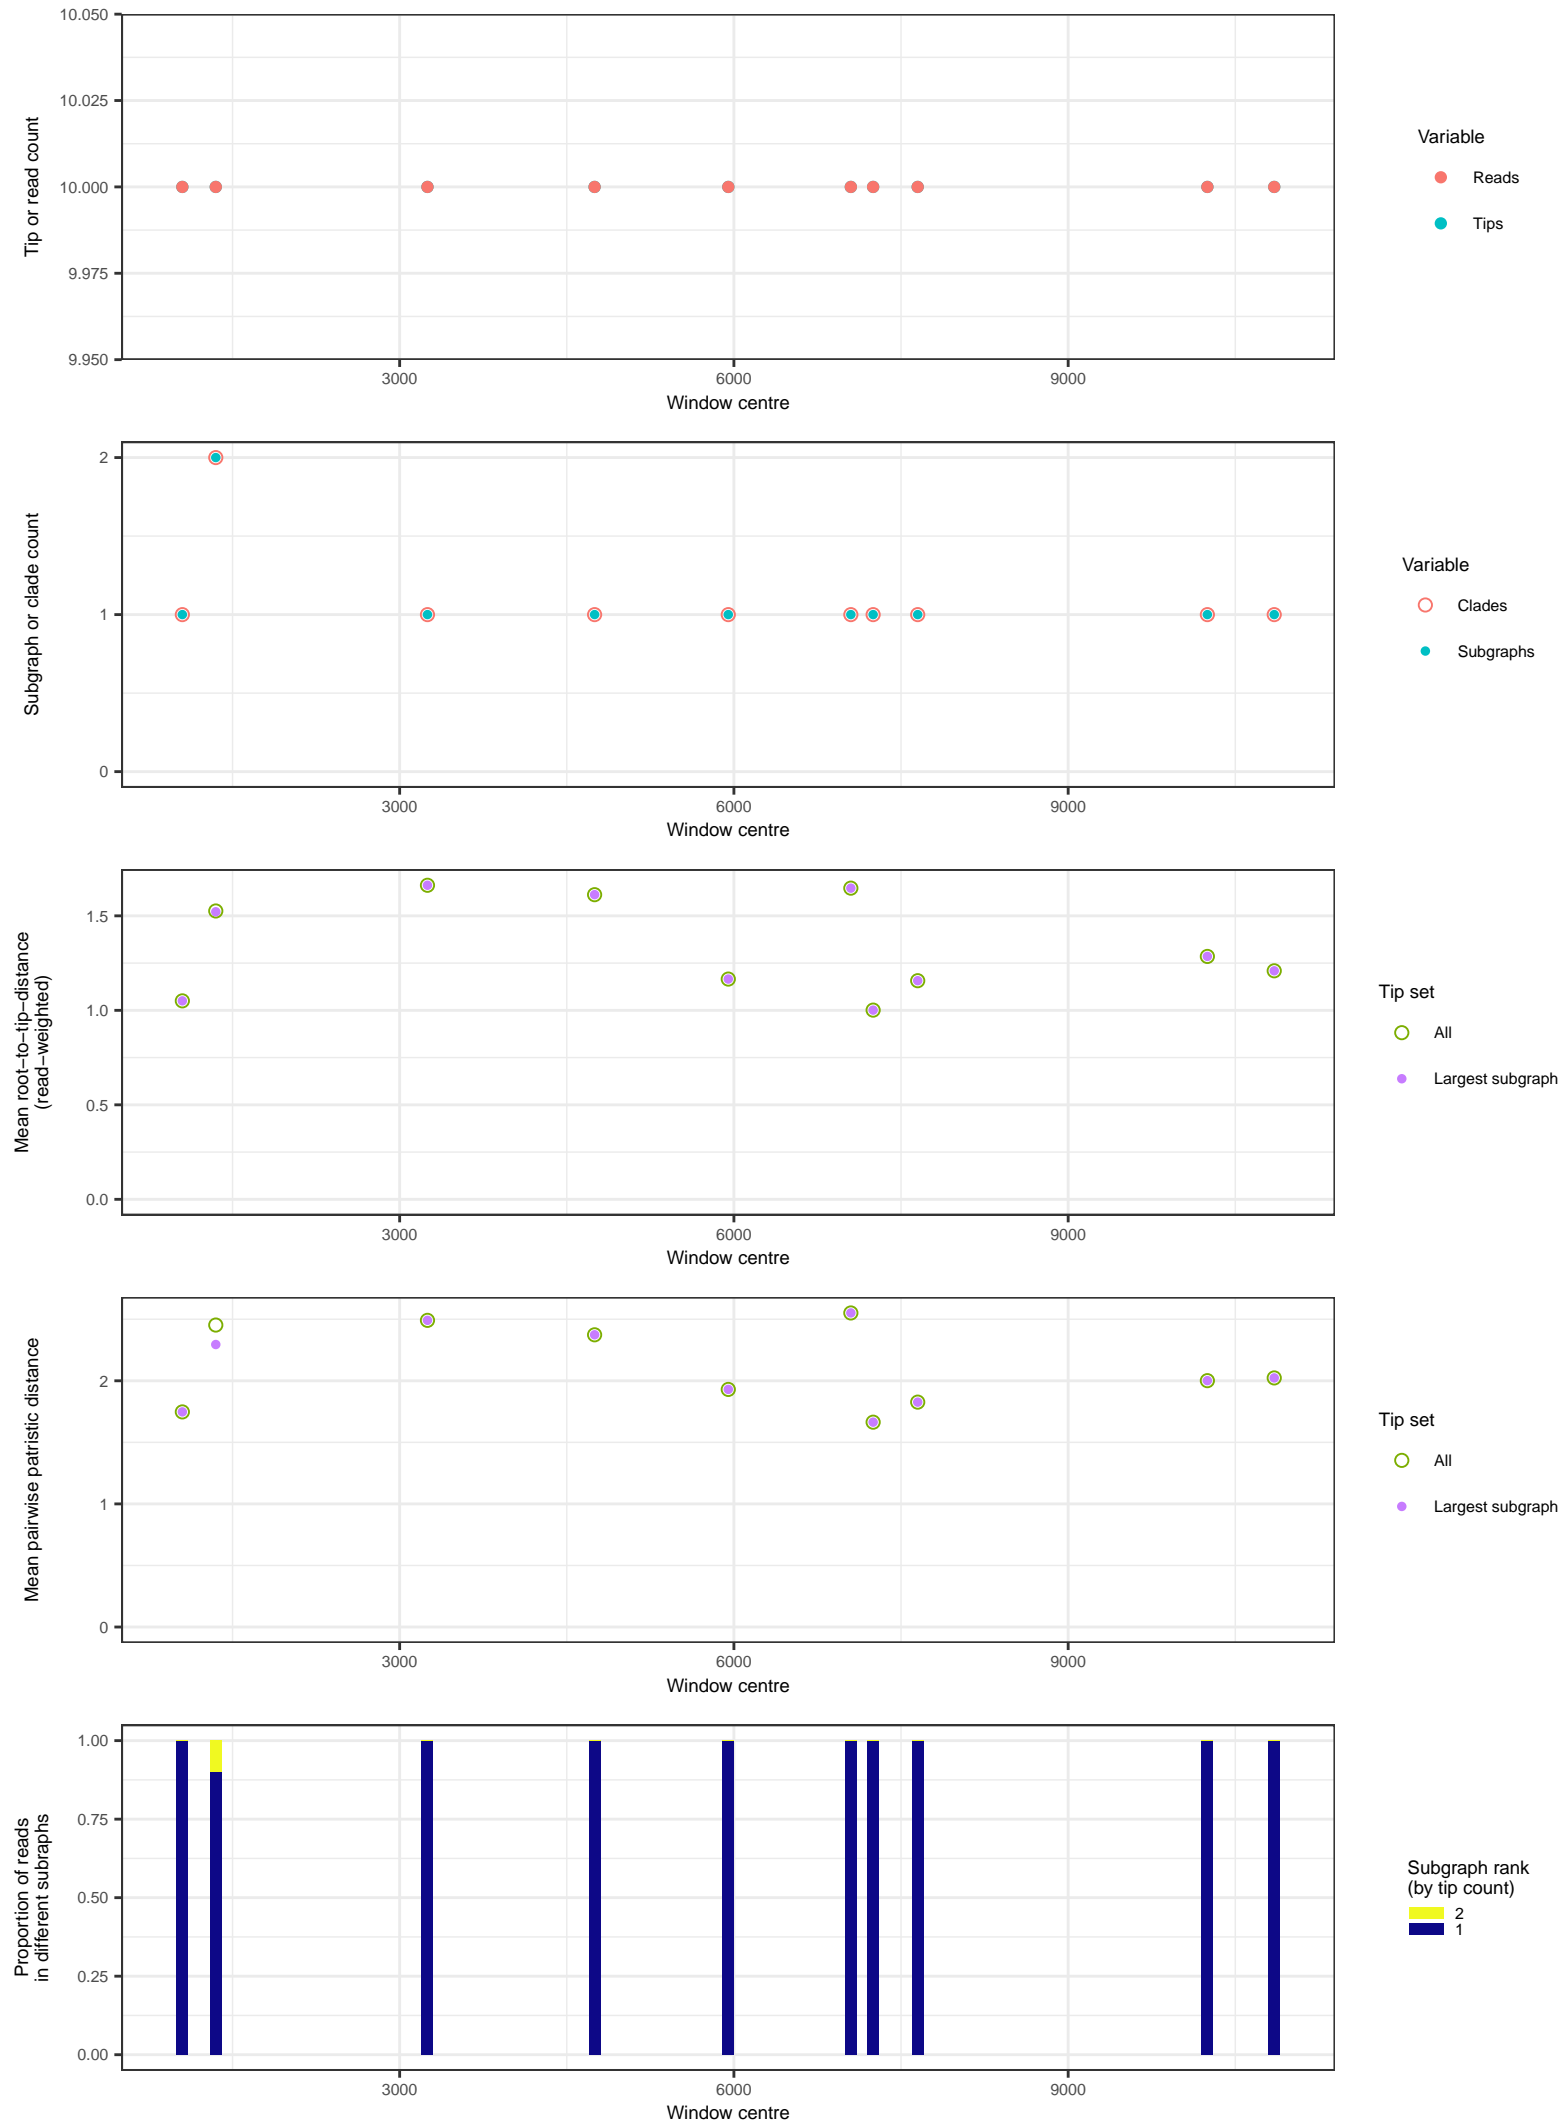 10.050
10.025
10.000
9.975
9.950
Tip or read count
3000
6000
9000
Window centre
Variable
Reads
Tips
2
1
0
Subgraph or clade count
3000
6000
9000
Window centre
Variable
Clades
Subgraphs
1.5
1.0
0.5
0.0
Mean root−to−tip−distance
(read−weighted)
3000
6000
9000
Window centre
Tip set
All
Largest subgraph
2
1
0
Mean pairwise patristic distance
3000
6000
9000
Window centre
Tip set
All
Largest subgraph
1.00
0.75
0.50
0.25
0.00
Proportion of reads
in different subraphs
3000
6000
9000
Window centre
Subgraph rank
(by tip count)
2
1